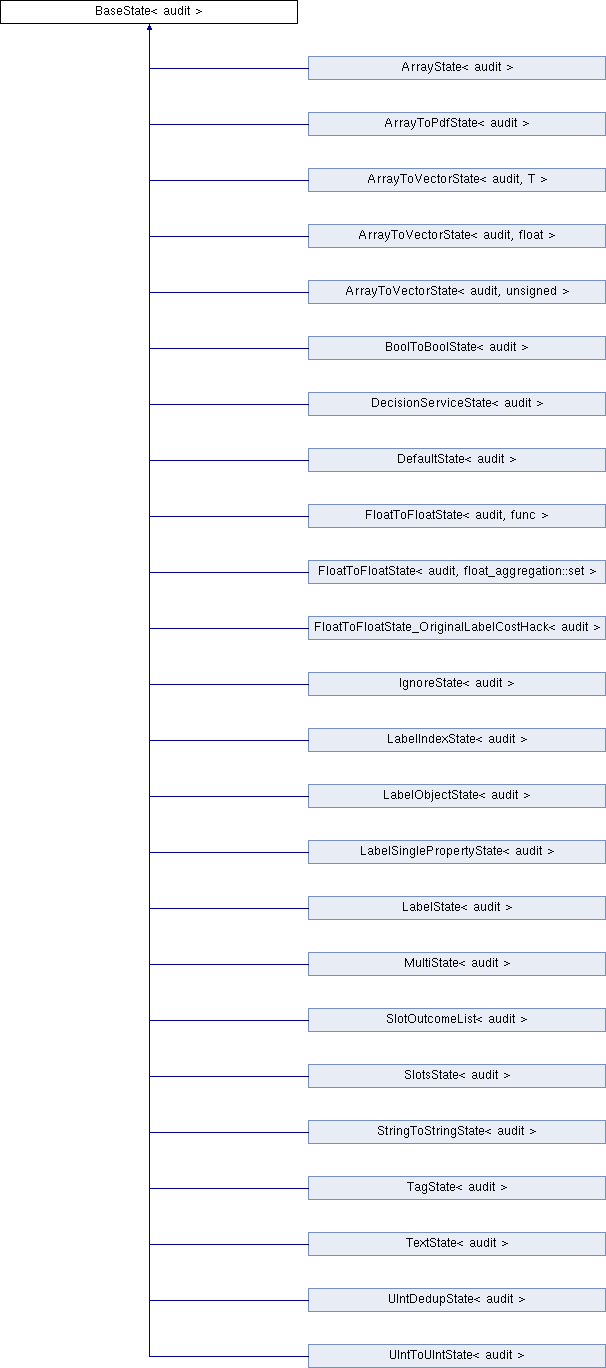 BaseState< audit >
ArrayState< audit >
ArrayToPdfState< audit >
ArrayToVectorState< audit, T >
ArrayToVectorState< audit, float >
ArrayToVectorState< audit, unsigned >
BoolToBoolState< audit >
DecisionServiceState< audit >
DefaultState< audit >
FloatToFloatState< audit, func >
FloatToFloatState< audit, float_aggregation::set >
FloatToFloatState_OriginalLabelCostHack< audit >
IgnoreState< audit >
LabelIndexState< audit >
LabelObjectState< audit >
LabelSinglePropertyState< audit >
LabelState< audit >
MultiState< audit >
SlotOutcomeList< audit >
SlotsState< audit >
StringToStringState< audit >
TagState< audit >
TextState< audit >
UIntDedupState< audit >
UIntToUIntState< audit >